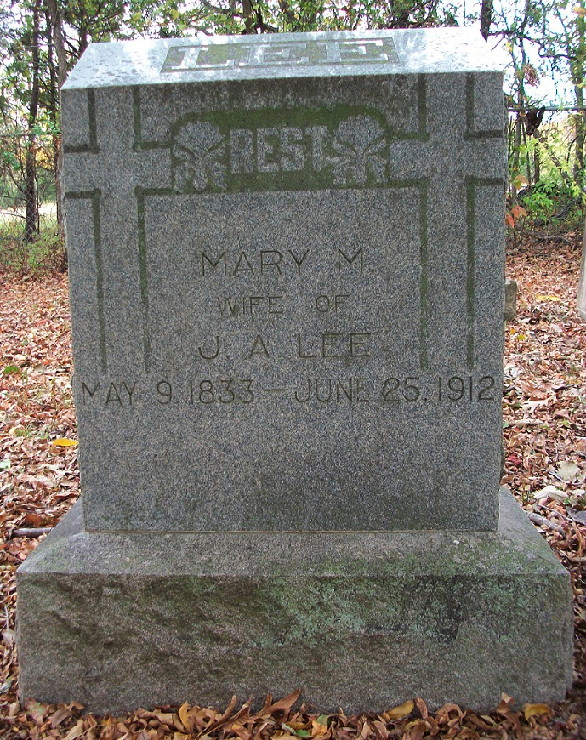 LEE
REST
MARY M
WIFE OF
J. A. LEE
MAY 9, 1833 — JUNE 25, 1912